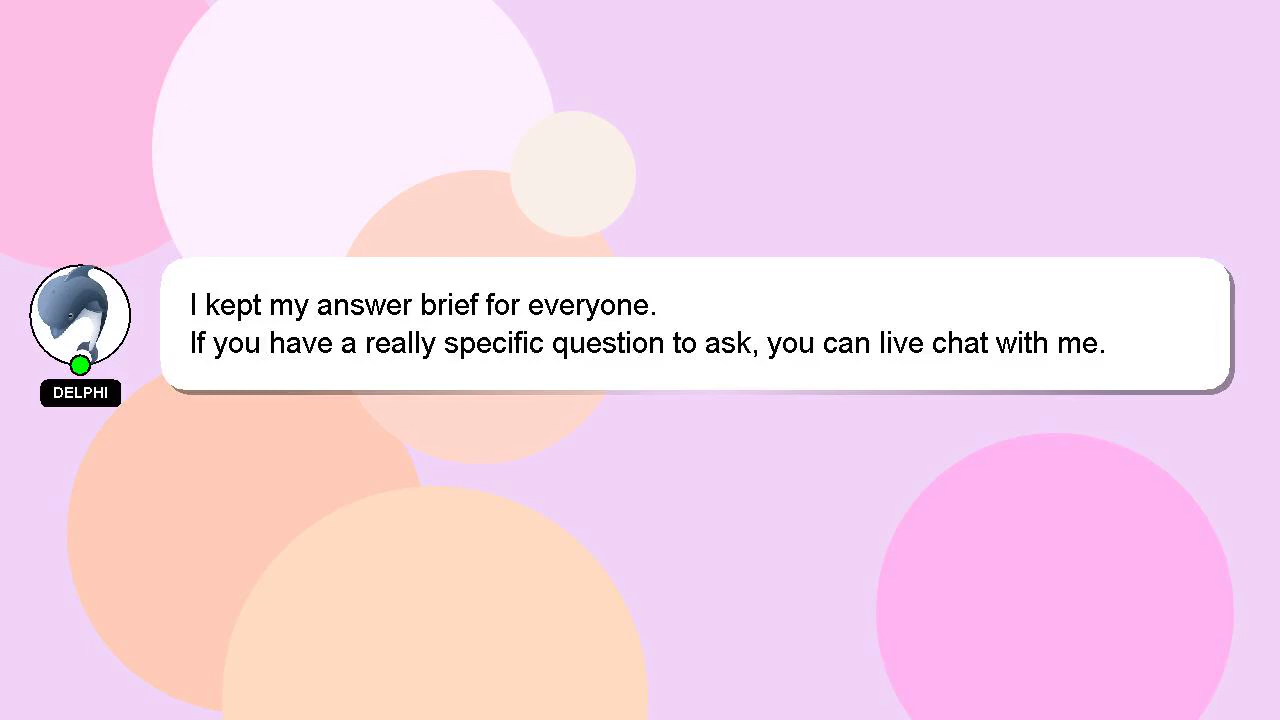 I kept my answer brief for everyone.
If you have a really specific question to ask, you can live chat with me.
DELPHI